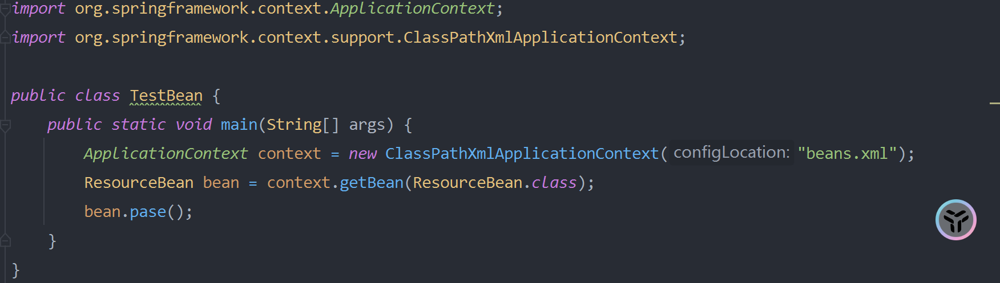 import org.springframework.context.ApplicationContext;
import org.springframework.context.support.ClassPathXmlApplicationContext;
public class TestBean {
public static void main(String[] args) {
ApplicationContext context = new ClassPathXmlApplicationContext( configLocation: "beans.xml");
ResourceBean bean = context.getBean(ResourceBean.class);
bean.pase();
}
}